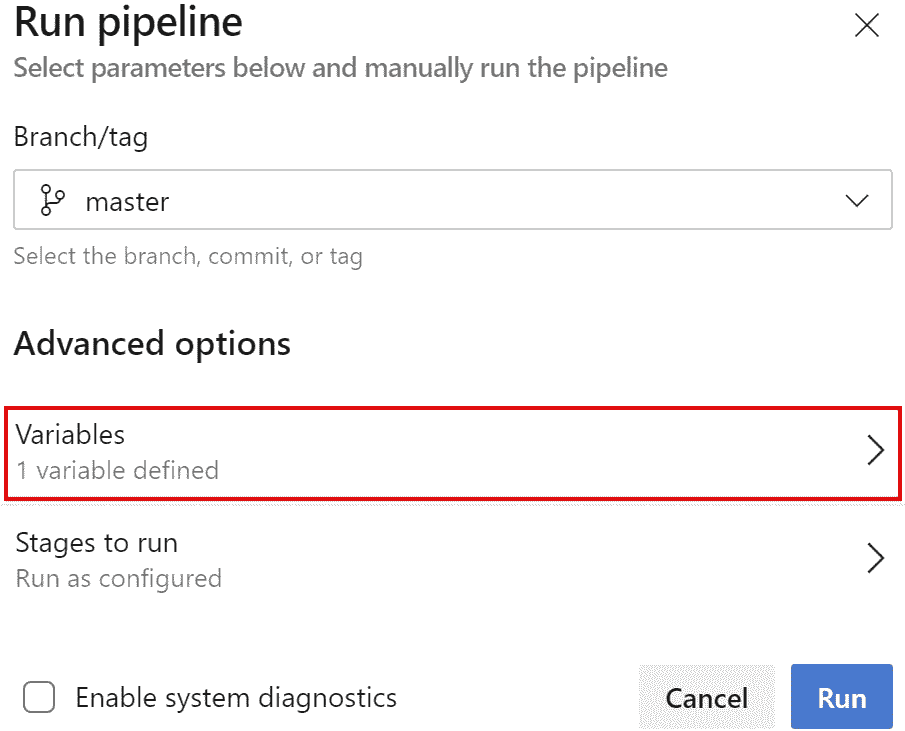 Run pipeline
Select parameters below and manually run the pipeline
Branch/tag
master
Select the branch, commit, or tag
Advanced options
Variables
1 variable defined
Stages to run
Run as configured
Enable system diagnostics
Cancel
Run